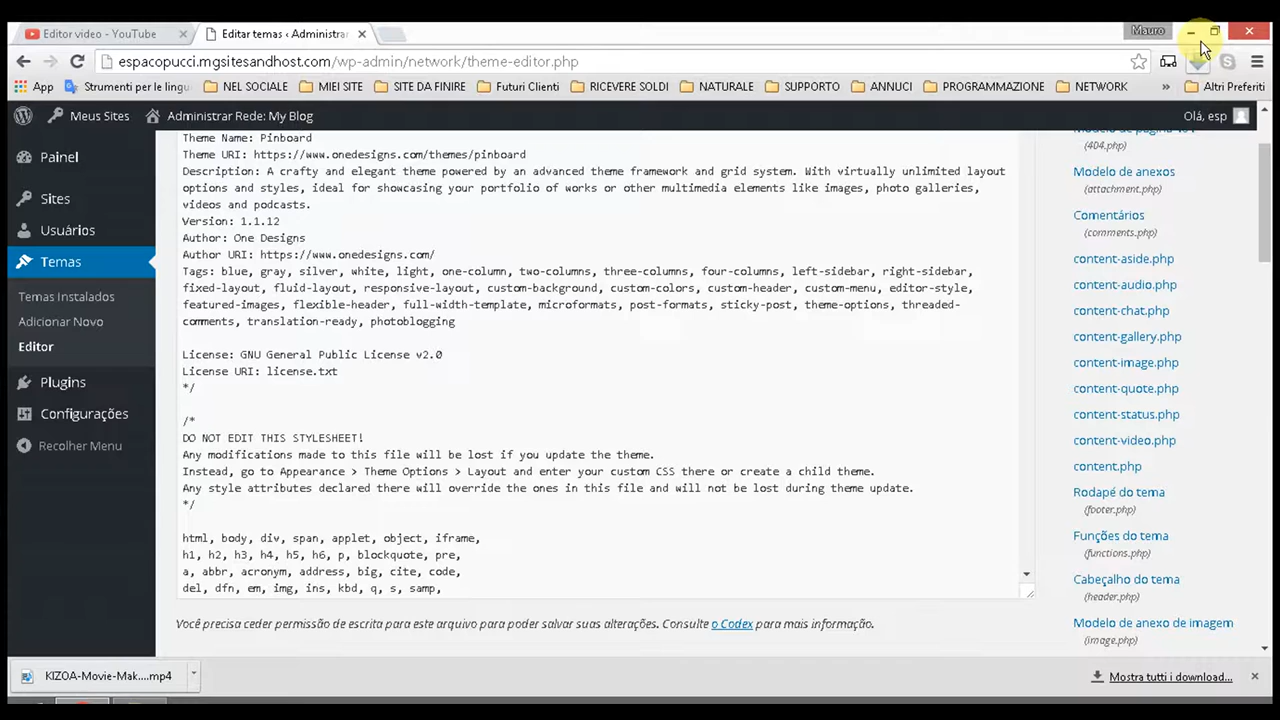 Editor video - YouTube
Editar temas ‹ Administra
Mauro
espacopucci.mgsitesandhost.com/wp-admin/network/theme-editor.php
App
Strumenti per le lingu
NEL SOCIALE
MIEI SITE
SITE DA FINIRE
Futuri Clienti
RICEVERE SOLDI
NATURALE
SUPPORTO
ANNUCI
PROGRAMMAZIONE
NETWORK
»
Altri Preferiti
Meus Sites
Administrar Rede: My Blog
Olá, esp
Painel
Sites
Usuários
Temas
Temas Instalados
Adicionar Novo
Editor
Plugins
Configurações
Recolher Menu
Theme Name: Pinboard
Theme URI: https://www.onedesigns.com/themes/pinboard
Description: A crafty and elegant theme powered by an advanced theme framework and grid system. With virtually unlimited layout
options and styles, ideal for showcasing your portfolio of works or other multimedia elements like images, photo galleries,
videos and podcasts.
Version: 1.1.12
Author: One Designs
Author URI: https://www.onedesigns.com/
Tags: blue, gray, silver, white, light, one-column, two-columns, three-columns, four-columns, left-sidebar, right-sidebar,
fixed-layout, fluid-layout, responsive-layout, custom-background, custom-colors, custom-header, custom-menu, editor-style,
featured-images, flexible-header, full-width-template, microformats, post-formats, sticky-post, theme-options, threaded-
comments, translation-ready, photoblogging
License: GNU General Public License v2.0
License URI: license.txt
*/
/*
DO NOT EDIT THIS STYLESHEET!
Any modifications made to this file will be lost if you update the theme.
Instead, go to Appearance > Theme Options > Layout and enter your custom CSS there or create a child theme.
Any style attributes declared there will override the ones in this file and will not be lost during theme update.
*/
html, body, div, span, applet, object, iframe,
h1, h2, h3, h4, h5, h6, p, blockquote, pre,
a, abbr, acronym, address, big, cite, code,
del, dfn, em, img, ins, kbd, q, s, samp,
Você precisa ceder permissão de escrita para este arquivo para poder salvar suas alterações. Consulte o Codex para mais informação.
Modelo de página 404
(404.php)
Modelo de anexos
(attachment.php)
Comentários
(comments.php)
content-aside.php
content-audio.php
content-chat.php
content-gallery.php
content-image.php
content-quote.php
content-status.php
content-video.php
content.php
Rodapé do tema
(footer.php)
Funções do tema
(functions.php)
Cabeçalho do tema
(header.php)
Modelo de anexo de imagem
(image.php)
KIZOA-Movie-Mak....mp4
Mostra tutti i download...